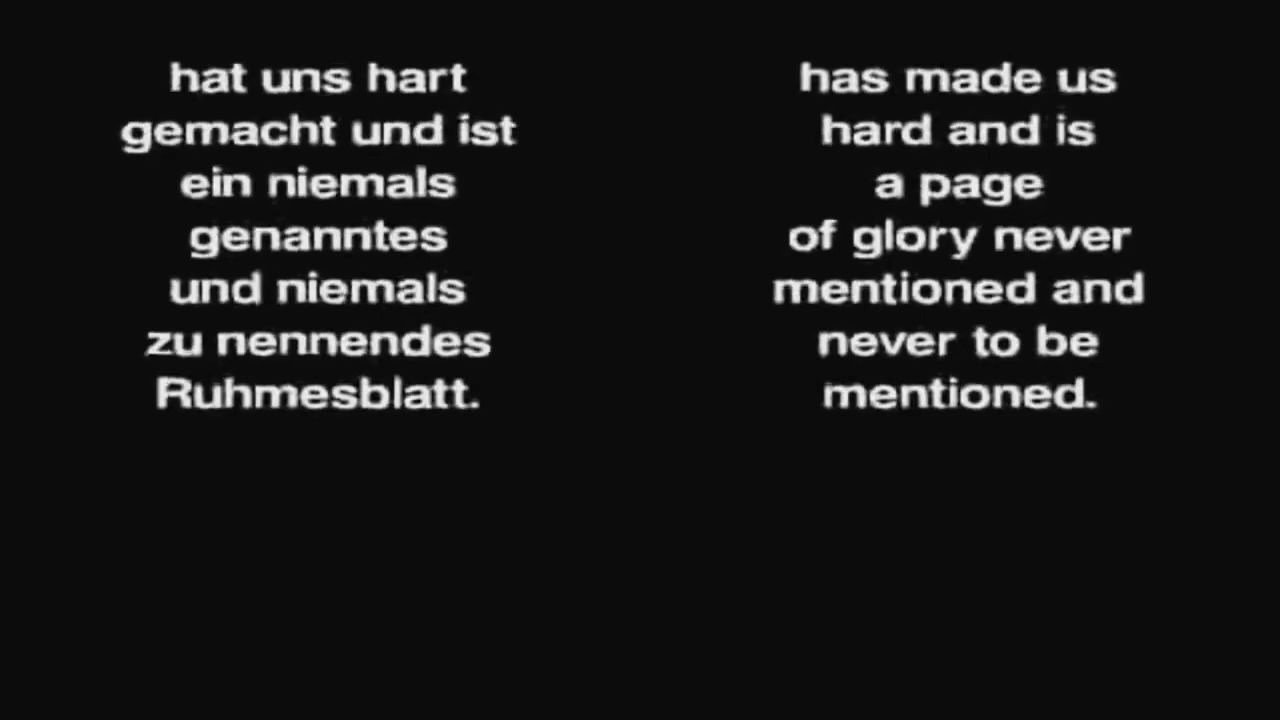 hat uns hart
gemacht und ist
ein niemals
genanntes
und niemals
zu nennendes
Ruhmesblatt.
has made us
hard and is
a page
of glory never
mentioned and
never to be
mentioned.